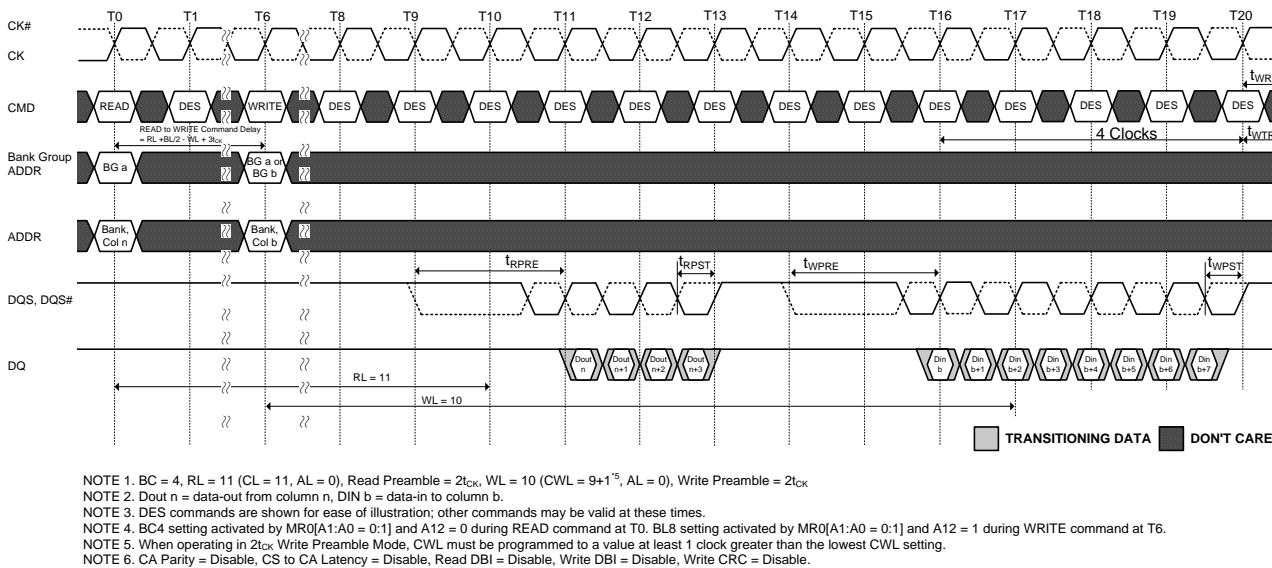 T0 T1 T6 T8 T9 T10 T11 T12 T13 T14 T15 T16 T17 T18 T19 T20
CK#
CK
CMD READ DES WRITE DES DES DES DES DES DES DES DES DES DES DES DES DES
tWR
READ to WRITE Command Delay
= RL +BL/2 - WL + 3tCK
4 Clocks
tWTR
Bank Group
ADDR
BG a
BG a or
BG b
ADDR
Bank,
Col n
Bank,
Col b
tRPRE tRPST tWPRE tWPST
DQS, DQS#
DQ
Dout
n
Dout
n+1
Dout
n+2
Dout
n+3
Din
b
Din
b+1
Din
b+2
Din
b+3
Din
b+4
Din
b+5
Din
b+6
Din
b+7
RL = 11
WL = 10
TRANSITIONING DATA DON'T CARE
NOTE 1. BC = 4, RL = 11 (CL = 11, AL = 0), Read Preamble = 2tCK, WL = 10 (CWL = 9+1*5, AL = 0), Write Preamble = 2tCK
NOTE 2. Dout n = data-out from column n, DIN b = data-in to column b.
NOTE 3. DES commands are shown for ease of illustration; other commands may be valid at these times.
NOTE 4. BC4 setting activated by MR0[A1:A0 = 0:1] and A12 = 0 during READ command at T0. BL8 setting activated by MR0[A1:A0 = 0:1] and A12 = 1 during WRITE command at T6.
NOTE 5. When operating in 2tCK Write Preamble Mode, CWL must be programmed to a value at least 1 clock greater than the lowest CWL setting.
NOTE 6. CA Parity = Disable, CS to CA Latency = Disable, Read DBI = Disable, Write DBI = Disable, Write CRC = Disable.